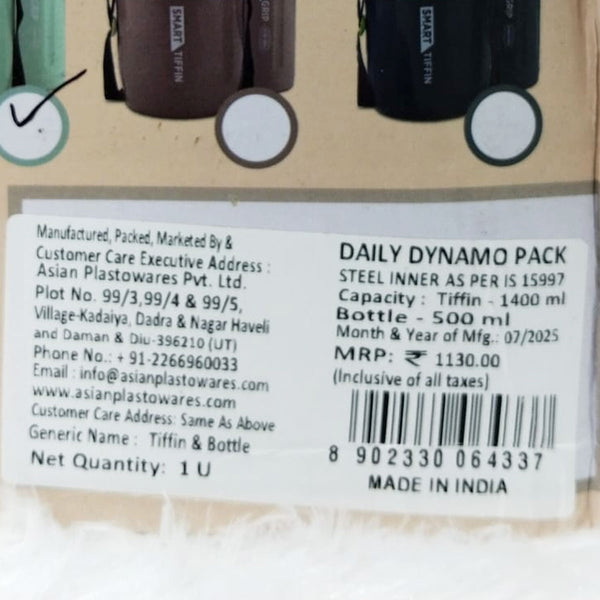 SMART TIFFIN
GRIP
SMART TIFFIN
GRIP
Manufactured, Packed, Marketed By &
Customer Care Executive Address :
Asian Plastowares Pvt. Ltd.
Plot No. 99/3,99/4 & 99/5,
Village-Kadaiya, Dadra & Nagar Haveli
and Daman & Diu-396210 (UT)
Phone No.: + 91-2266960033
Email : info@asianplastowares.com
www.asianplastowares.com
Customer Care Address: Same As Above
Generic Name : Tiffin & Bottle
Net Quantity: 1 U
DAILY DYNAMO PACK
STEEL INNER AS PER IS 15997
Capacity : Tiffin - 1400 ml
Bottle - 500 ml
Month & Year of Mfg.: 07/2025
MRP: ₹ 1130.00
(Inclusive of all taxes)
8 902330 064337
MADE IN INDIA